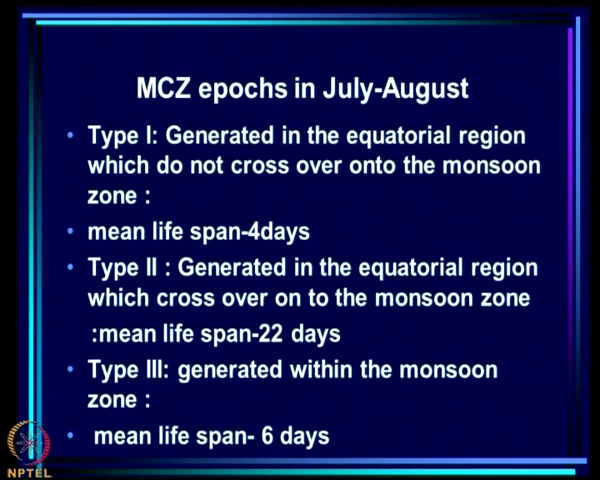 MCZ epochs in July-August
• Type I: Generated in the equatorial region
which do not cross over onto the monsoon
zone :
• mean life span-4days
• Type II : Generated in the equatorial region
which cross over on to the monsoon zone
:mean life span-22 days
• Type III: generated within the monsoon
zone :
• mean life span- 6 days
NPTEL